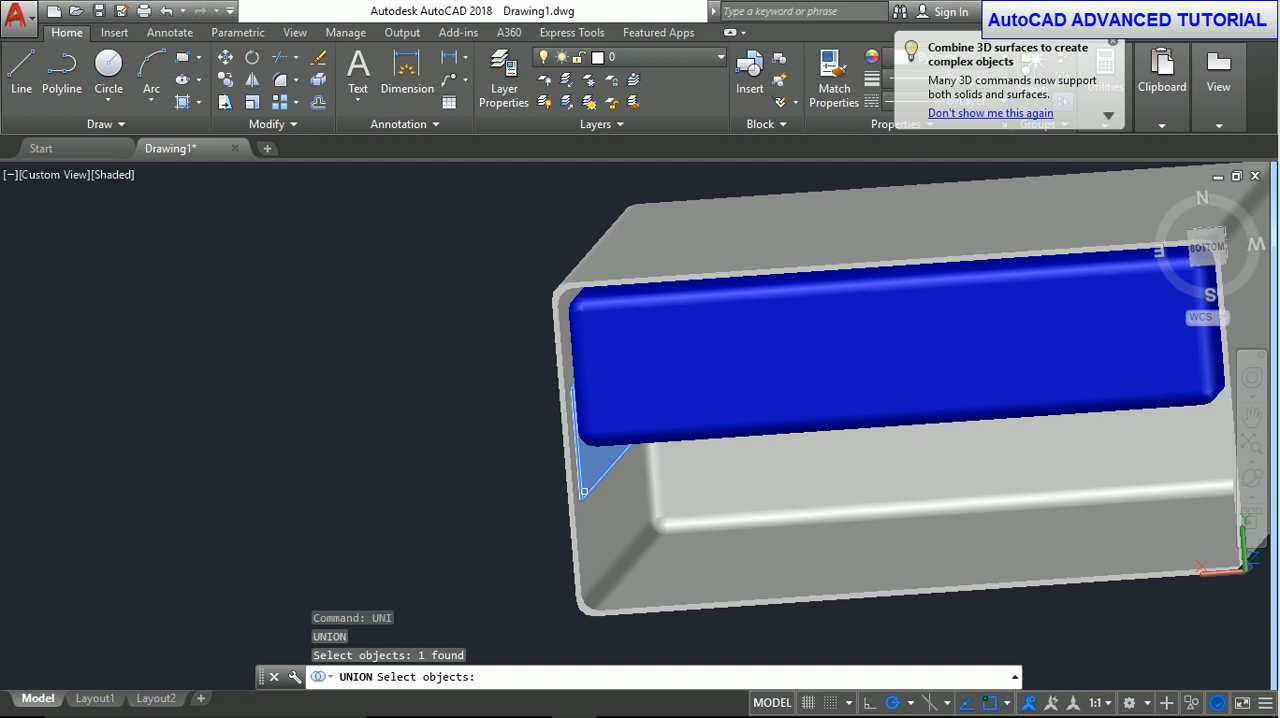 Autodesk AutoCAD 2018 Drawing1.dwg
Type a keyword or phrase
Sign In
AutoCAD ADVANCED TUTORIAL
Home Insert Annotate Parametric View Manage Output Add-ins A360 Express Tools Featured Apps
Combine 3D surfaces to create
complex objects
Many 3D commands now support
both solids and surfaces.
Don't show me this again
0
Line Polyline Circle Arc
Text Dimension
Layer
Properties
Insert
Match
Properties
Utilities
Clipboard
View
Draw Modify Annotation Layers Block Properties Groups
Start Drawing1*
[−][Custom View][Shaded]
N
E BOTTOM W
S
WCS
X
Y
Command: UNI
UNION
Select objects: 1 found
UNION Select objects:
Model Layout1 Layout2
MODEL 1:1